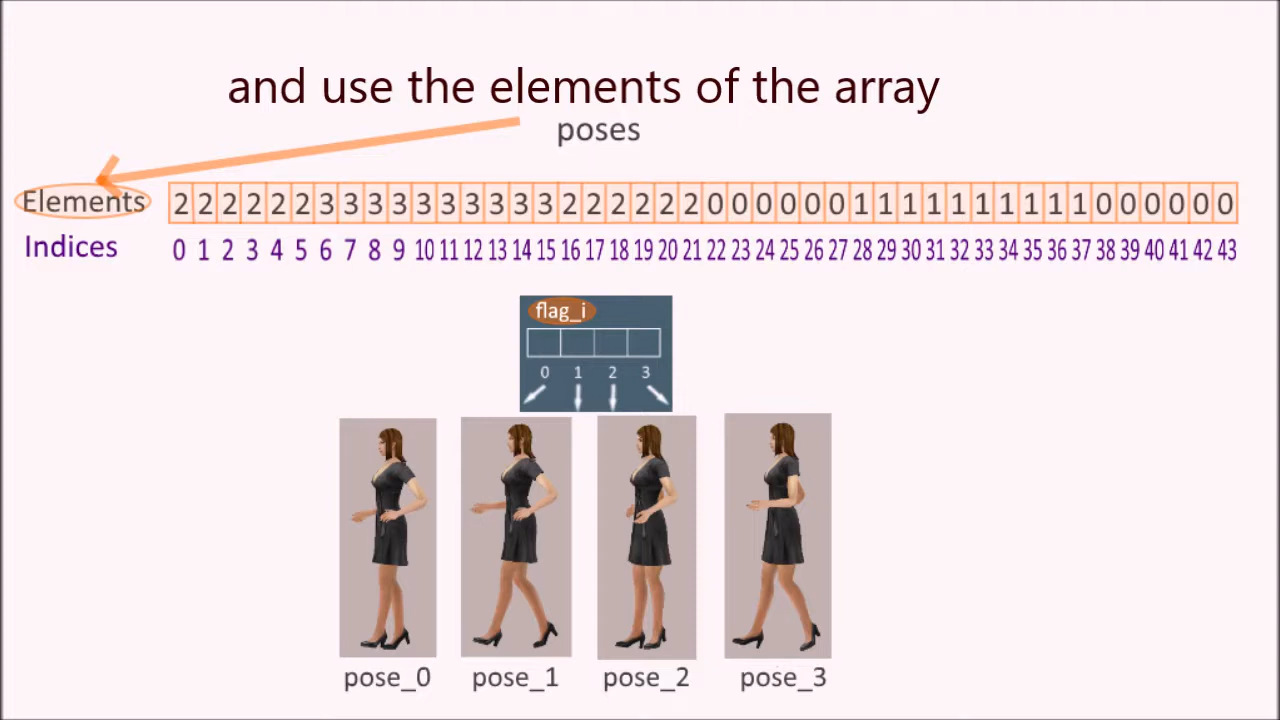 and use the elements of the array
poses
Elements 2 2 2 2 2 2 3 3 3 3 3 3 3 3 3 3 2 2 2 2 2 2 0 0 0 0 0 0 1 1 1 1 1 1 1 1 1 1 0 0 0 0 0 0
Indices 0 1 2 3 4 5 6 7 8 9 10 11 12 13 14 15 16 17 18 19 20 21 22 23 24 25 26 27 28 29 30 31 32 33 34 35 36 37 38 39 40 41 42 43
flag_i
0 1 2 3
pose_0 pose_1 pose_2 pose_3